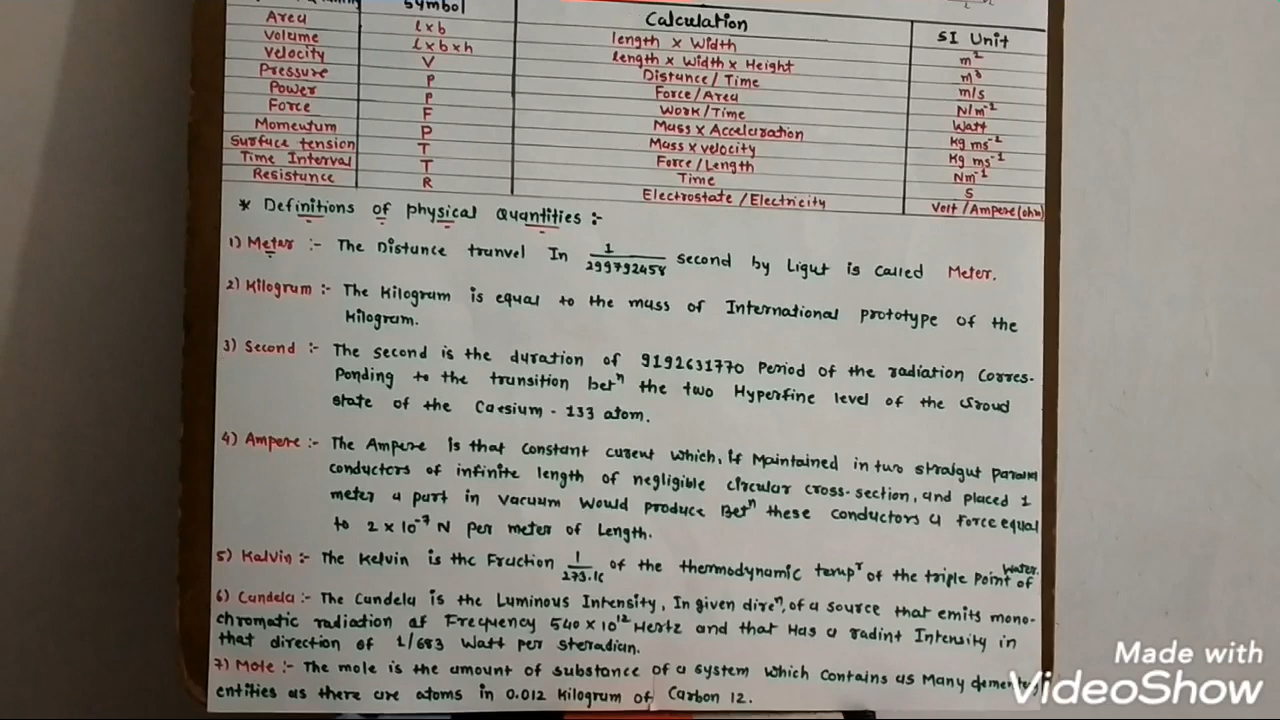 Symbol Calculation SI Unit
Area l x b length x Width m²
Volume l x b x h length x Width x Height m³
Velocity V Distance / Time m/s
Pressure P Force / Area N/m⁻²
Power P Work / Time Watt
Force F Mass x Acceleration Kg ms⁻²
Momentum P Mass x velocity Kg ms⁻¹
Surface tension T Force / Length Nm⁻¹
Time Interval T Time S
Resistance R Electrostate / Electricity Volt / Ampere (ohm)
* Definitions of physical Quantities :-
1) Meter :- The Distance travel In 1/299792458 second by Ligut is called Meter.
2) Kilogram :- The Kilogram is equal to the mass of International prototype of the
Kilogram.
3) Second :- The second is the duration of 9192631770 Period of the radiation Corres-
Ponding to the transition betⁿ the two Hyperfine level of the Groud
state of the Caesium - 133 atom.
4) Ampere :- The Ampere is that constant curent which, if Maintained in two straigut
conductors of infinite length of negligible circular cross-section, and placed 1
meter a part in vacuum Would produce Betⁿ these conductors a Force equal
to 2 x 10⁻⁷ N per meter of Length.
5) Kalvin :- The Kelvin is the Fraction 1/273.16 of the thermodynamic tempʳ of the triple Point of water.
6) Candela :- The Candela is the Luminous Intensity, In given direⁿ, of a source that emits mono-
chromatic radiation of Frequency 540 x 10¹² Hertz and that Has a radint Intensity in
that direction of 1/683 Watt per steradian.
7) Mole :- The mole is the amount of substance of a system which contains as Many
entities as there are atoms in 0.012 Kilogram of Carbon 12.
Made with
VideoShow